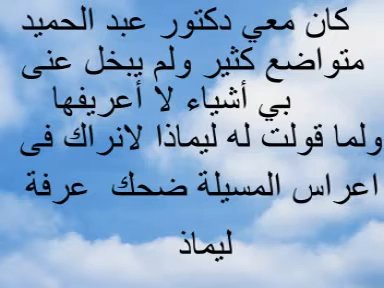 كان معي دكتور عبد الحميد
متواضع كثير ولم يبخل عنى
بي أشياء لا أعريفها
ولما قولت له ليماذا لانراك فى
اعراس المسيلة ضحك عرفة
ليماذ